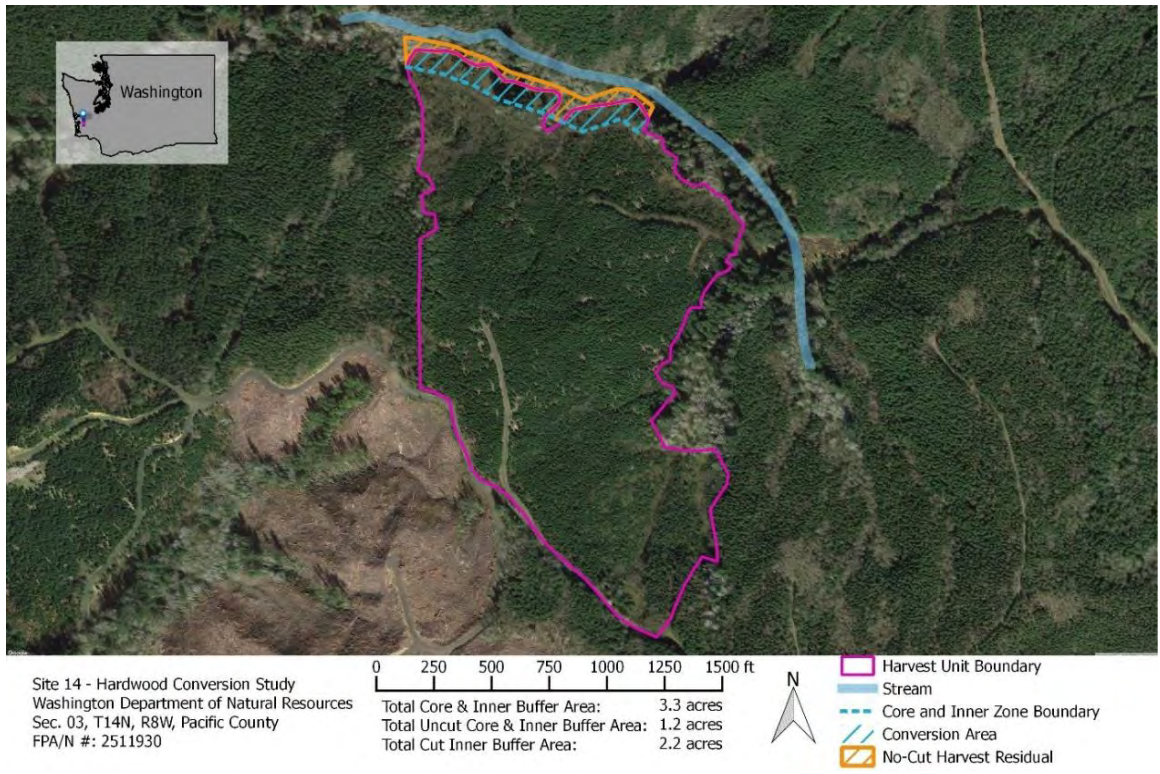 Washington
Site 14 - Hardwood Conversion Study
Washington Department of Natural Resources
Sec. 03, T14N, R8W, Pacific County
FPA/N #: 2511930
0 250 500 750 1000 1250 1500 ft
Total Core & Inner Buffer Area: 3.3 acres
Total Uncut Core & Inner Buffer Area: 1.2 acres
Total Cut Inner Buffer Area: 2.2 acres
N
Harvest Unit Boundary
Stream
Core and Inner Zone Boundary
Conversion Area
No-Cut Harvest Residual